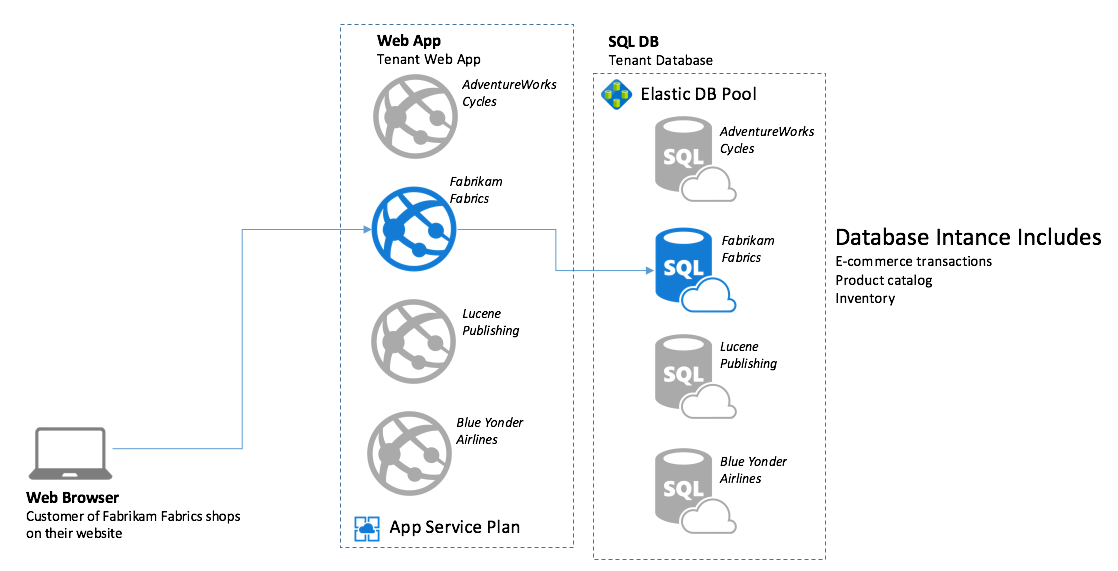 Web App
Tenant Web App
AdventureWorks
Cycles
Fabrikam
Fabrics
Lucene
Publishing
Blue Yonder
Airlines
App Service Plan
SQL DB
Tenant Database
Elastic DB Pool
SQL
AdventureWorks
Cycles
SQL
Fabrikam
Fabrics
SQL
Lucene
Publishing
SQL
Blue Yonder
Airlines
Database Intance Includes
E-commerce transactions
Product catalog
Inventory
Web Browser
Customer of Fabrikam Fabrics shops
on their website